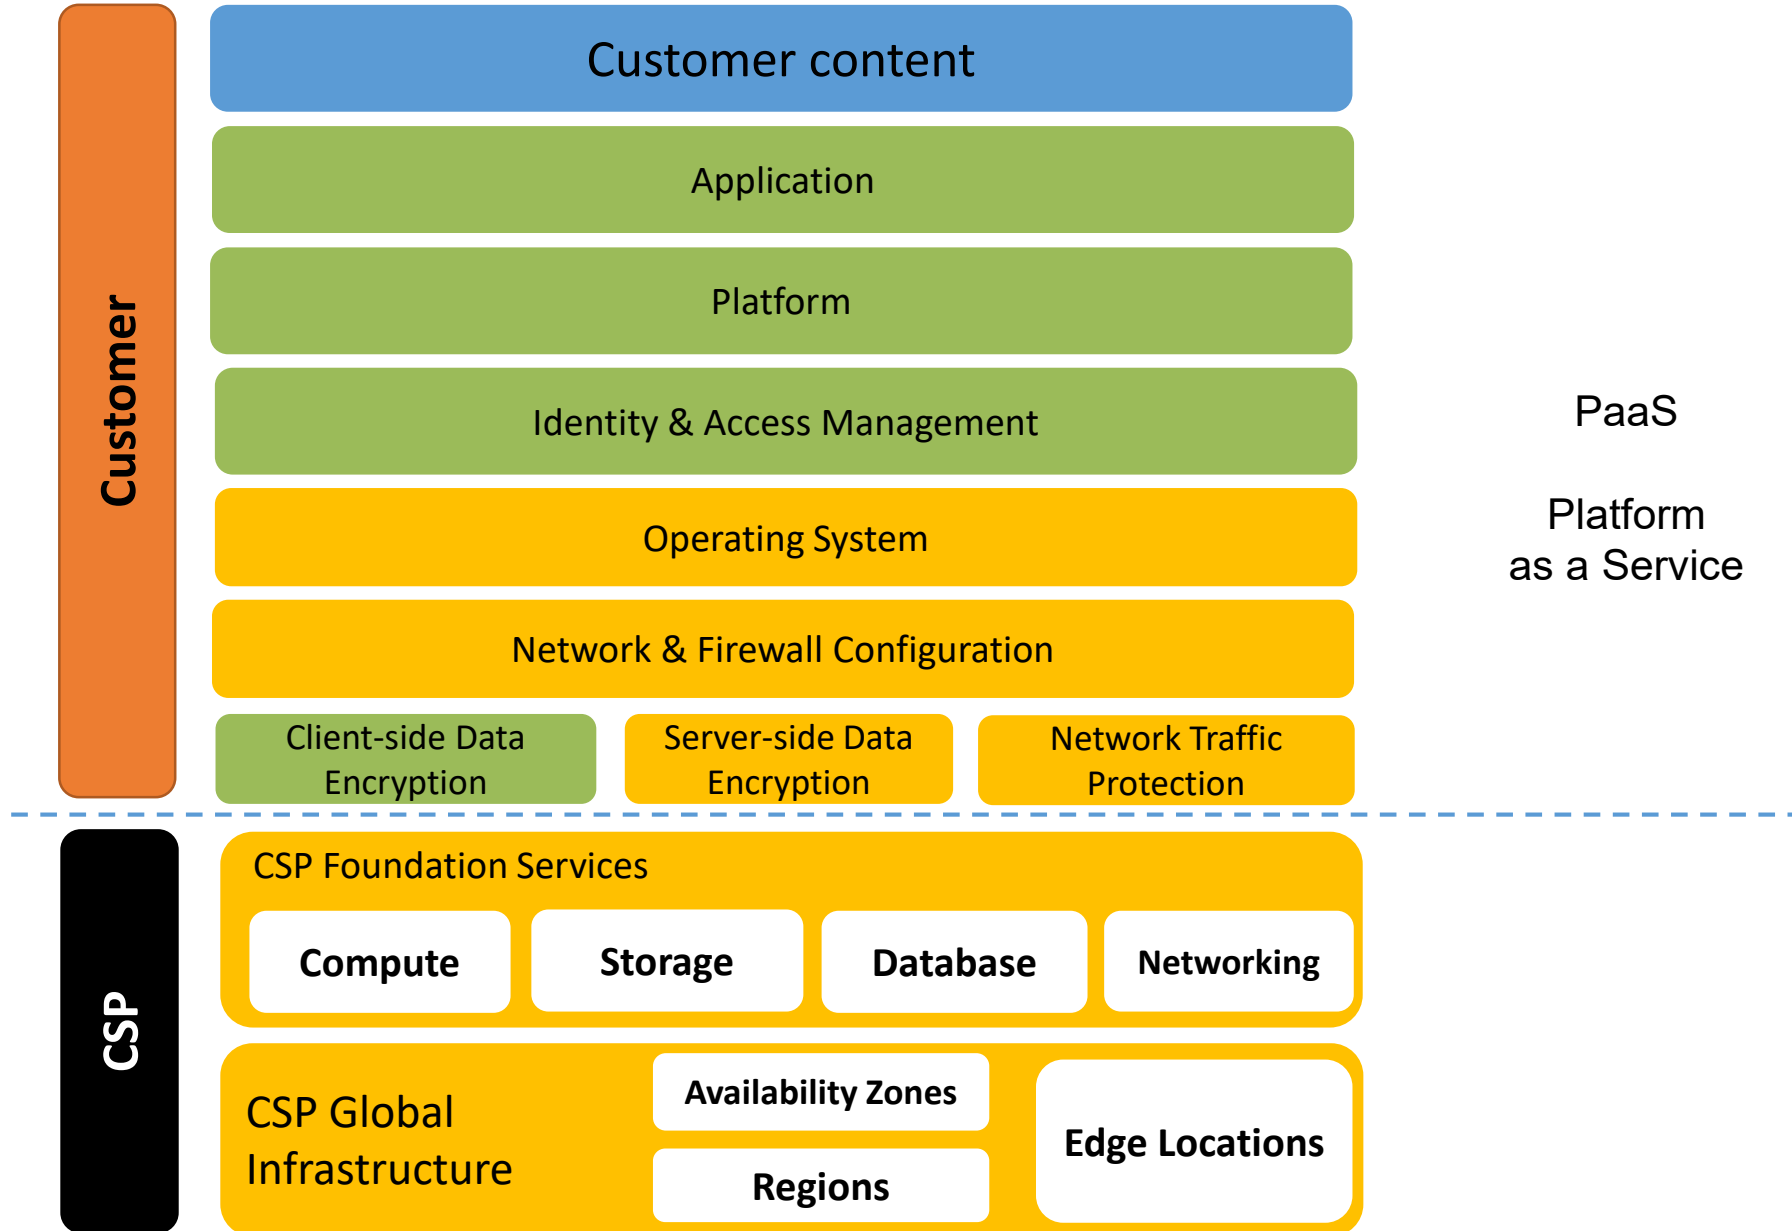 Customer
Customer content
Application
Platform
Identity & Access Management
Operating System
Network & Firewall Configuration
Client-side Data
Encryption
Server-side Data
Encryption
Network Traffic
Protection
PaaS
Platform
as a Service
CSP
CSP Foundation Services
Compute
Storage
Database
Networking
CSP Global
Infrastructure
Availability Zones
Regions
Edge Locations